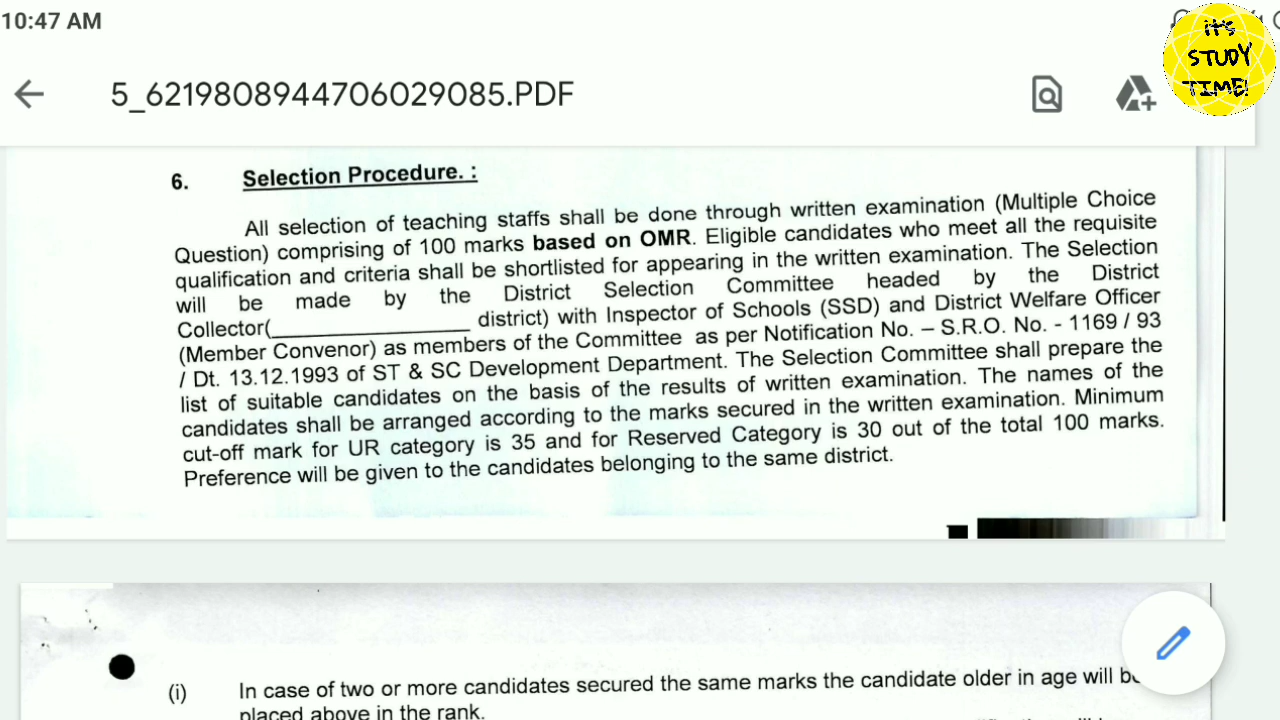 10:47 AM
IT'S
STUDY
TIME!
5_6219808944706029085.PDF
6. Selection Procedure. :
All selection of teaching staffs shall be done through written examination (Multiple Choice
Question) comprising of 100 marks based on OMR. Eligible candidates who meet all the requisite
qualification and criteria shall be shortlisted for appearing in the written examination. The Selection
will be made by the District Selection Committee headed by the District
Collector(____________________ district) with Inspector of Schools (SSD) and District Welfare Officer
(Member Convenor) as members of the Committee as per Notification No. – S.R.O. No. - 1169 / 93
/ Dt. 13.12.1993 of ST & SC Development Department. The Selection Committee shall prepare the
list of suitable candidates on the basis of the results of written examination. The names of the
candidates shall be arranged according to the marks secured in the written examination. Minimum
cut-off mark for UR category is 35 and for Reserved Category is 30 out of the total 100 marks.
Preference will be given to the candidates belonging to the same district.
(i) In case of two or more candidates secured the same marks the candidate older in age will be
placed above in the rank.